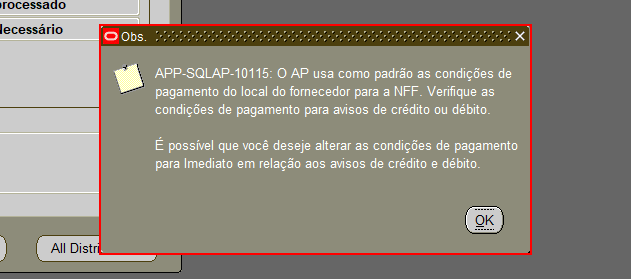 rocessado
Necessário
Obs.
APP-SQLAP-10115: O AP usa como padrão as condições de
pagamento do local do fornecedor para a NFF. Verifique as
condições de pagamento para avisos de crédito ou débito.
É possível que você deseje alterar as condições de pagamento
para Imediato em relação aos avisos de crédito e débito.
OK
All Distri